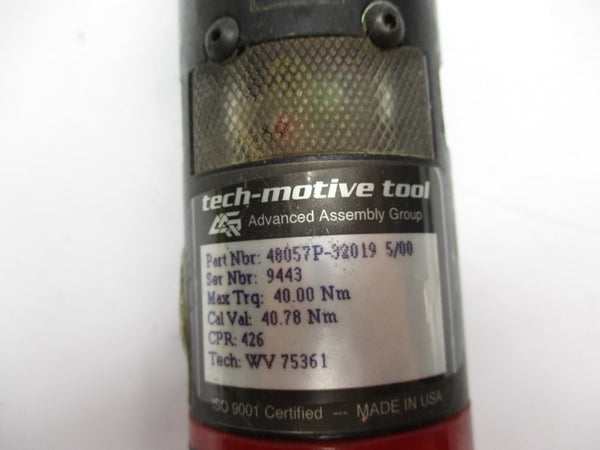 tech-motive tool
AAG Advanced Assembly Group
Part Nbr: 48057P-32019 5/00
Ser Nbr: 9443
Max Trq: 40.00 Nm
Cal Val: 40.78 Nm
CPR: 426
Tech: WV 75361
ISO 9001 Certified --- MADE IN USA